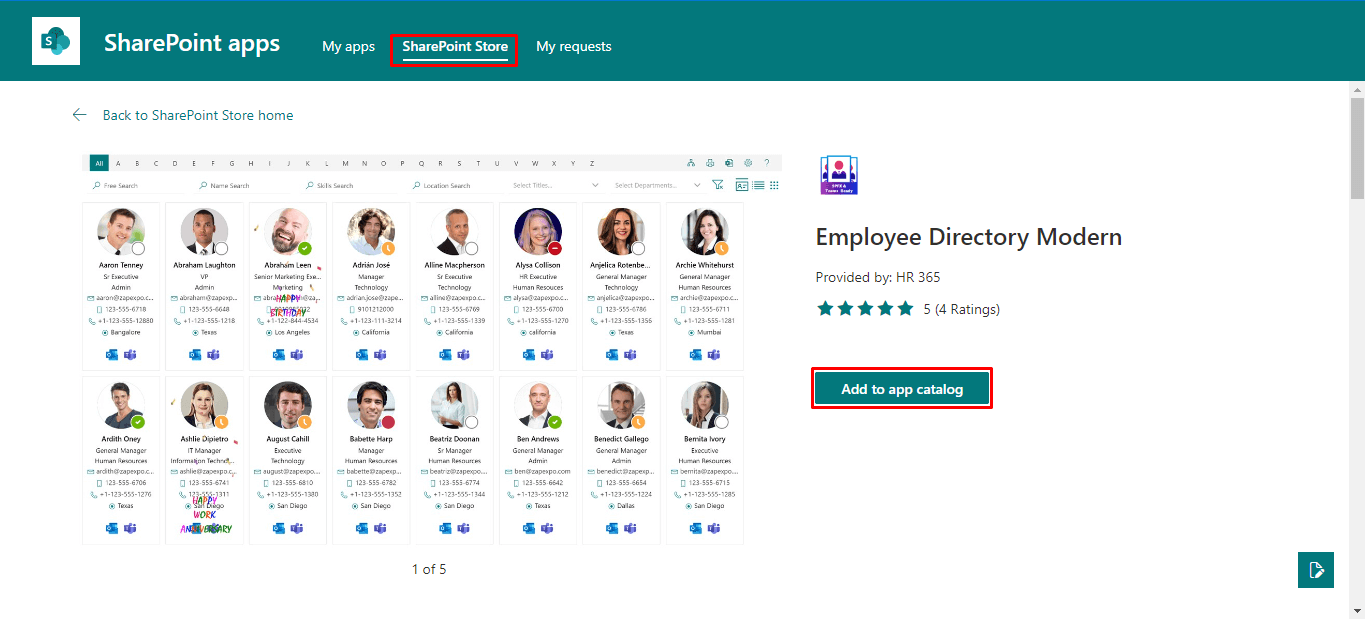 SharePoint apps
My apps
SharePoint Store
My requests
Back to SharePoint Store home
All A B C D E F G H I J K L M N O P Q R S T U V W X Y Z ?
Free Search Name Search Skills Search Location Search Select Titles... Select Departments...
Aaron Tenney
Sr Executive
Admin
aaron@zapexpo.c...
123-555-6718
+1-123-555-12880
Bangalore
Abraham Laughton
VP
Admin
abraham@zapexpo...
123-555-6648
+1-123-555-1218
Texas
Abraham Leen
Senior Marketing Exe...
Marketing
HAPPY
BIRTHDAY
+1-122-844-4534
Los Angeles
Adrián José
Manager
Technology
adrian.jose@zapex...
9101212000
+1-123-111-3214
California
Alline Macpherson
Sr Executive
Technology
alline@zapexpo.c...
123-555-6769
+1-123-555-1339
California
Alysa Collison
HR Executive
Human Resources
alysa@zapexpo.c...
123-555-6700
+1-123-555-1270
california
Anjelica Rotenbe...
General Manager
Technology
anjelica@zapexpo...
123-555-6786
+1-123-555-1356
Texas
Archie Whitehurst
General Manager
Human Resources
archie@zapexpo.c...
123-555-6711
+1-123-555-1281
Mumbai
Ardith Oney
General Manager
Human Resources
ardith@zapexpo.c...
123-555-6706
+1-123-555-1276
Texas
Ashlie Dipietro
IT Manager
Information Techn...
ashlie@zapexpo.c...
123-555-6741
+1-123-555-1311
San Diego
HAPPY
WORK
ANNIVERSARY
August Cahill
Executive
Technology
august@zapexpo.c...
123-555-6810
+1-123-555-1380
San Diego
Babette Harp
Manager
Human Resources
babette@zapexpo...
123-555-6782
+1-123-555-1352
San Diego
Beatriz Doonan
Sr Manager
Human Resources
beatriz@zapexpo...
123-555-6774
+1-123-555-1344
San Diego
Ben Andrews
General Manager
Admin
ben@zapexpo.com
123-555-6642
+1-123-555-1212
Texas
Benedict Gallego
General Manager
Admin
benedict@zapexp...
123-555-6654
+1-123-555-1224
Dallas
Bernita Ivory
Executive
Human Resources
bernita@zapexpo...
123-555-6715
+1-123-555-1285
San Diego
1 of 5
SPFX &
Teams Ready
Employee Directory Modern
Provided by: HR 365
5 (4 Ratings)
Add to app catalog